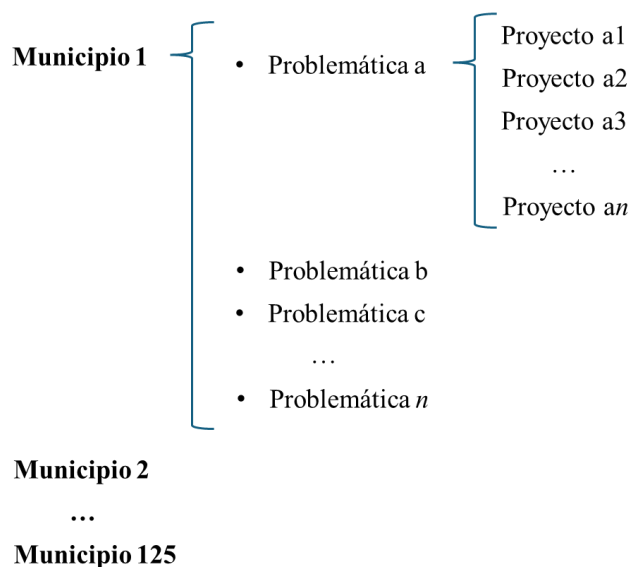 Municipio 1
• Problemática a
Proyecto a1
Proyecto a2
Proyecto a3
…
Proyecto an
• Problemática b
• Problemática c
…
• Problemática n
Municipio 2
…
Municipio 125